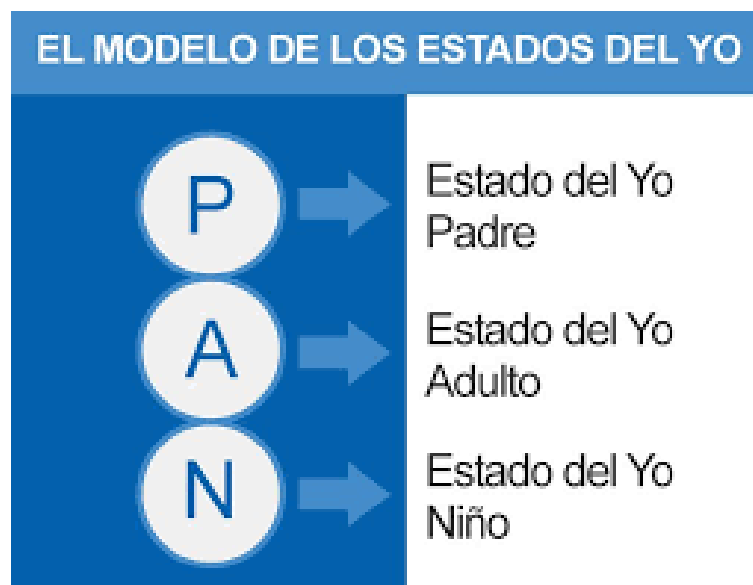 EL MODELO DE LOS ESTADOS DEL YO
P
Estado del Yo
Padre
A
Estado del Yo
Adulto
N
Estado del Yo
Niño